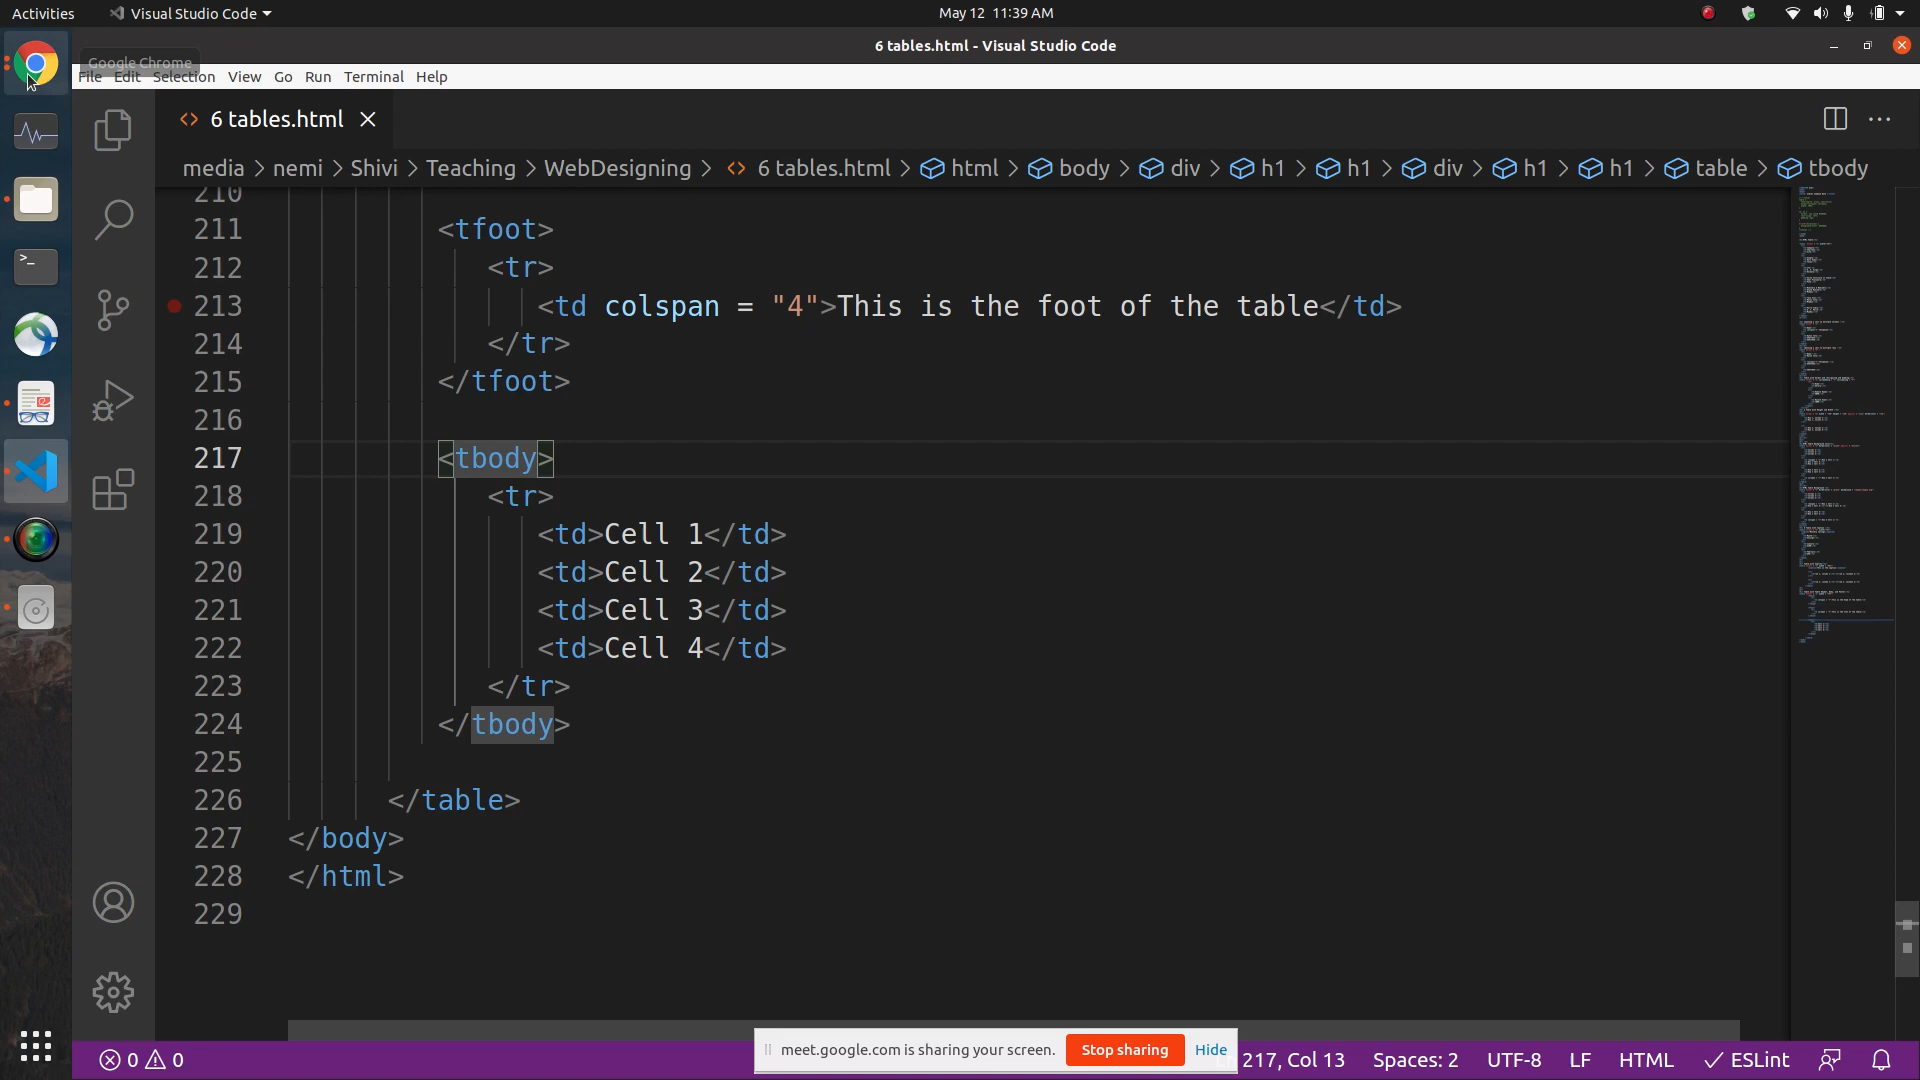 Activities Visual Studio Code May 12 11:39 AM
6 tables.html - Visual Studio Code
Google Chrome
File Edit Selection View Go Run Terminal Help
6 tables.html
media > nemi > Shivi > Teaching > WebDesigning > 6 tables.html > html > body > div > h1 > h1 > div > h1 > h1 > table > tbody
210
211 <tfoot>
212 <tr>
213 <td colspan = "4">This is the foot of the table</td>
214 </tr>
215 </tfoot>
216
217 <tbody>
218 <tr>
219 <td>Cell 1</td>
220 <td>Cell 2</td>
221 <td>Cell 3</td>
222 <td>Cell 4</td>
223 </tr>
224 </tbody>
225
226 </table>
227 </body>
228 </html>
229
meet.google.com is sharing your screen. Stop sharing Hide
0 0 217, Col 13 Spaces: 2 UTF-8 LF HTML ESLint